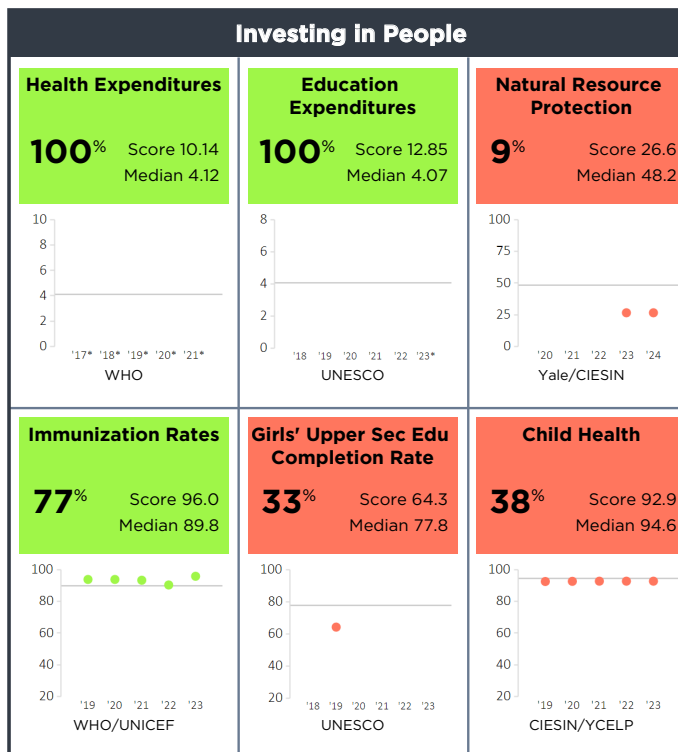 Investing in People
Health Expenditures
100%
Score 10.14
Median 4.12
10
8
6
4
2
0
'17* '18* '19* '20* '21*
WHO
Education
Expenditures
100%
Score 12.85
Median 4.07
8
6
4
2
0
'18 '19 '20 '21 '22 '23*
UNESCO
Natural Resource
Protection
9%
Score 26.6
Median 48.2
100
75
50
25
0
'20 '21 '22 '23 '24
Yale/CIESIN
Immunization Rates
77%
Score 96.0
Median 89.8
100
80
60
40
20
'19 '20 '21 '22 '23
WHO/UNICEF
Girls' Upper Sec Edu
Completion Rate
33%
Score 64.3
Median 77.8
100
80
60
40
20
'18 '19 '20 '21 '22 '23
UNESCO
Child Health
38%
Score 92.9
Median 94.6
100
80
60
40
20
'19 '20 '21 '22 '23
CIESIN/YCELP